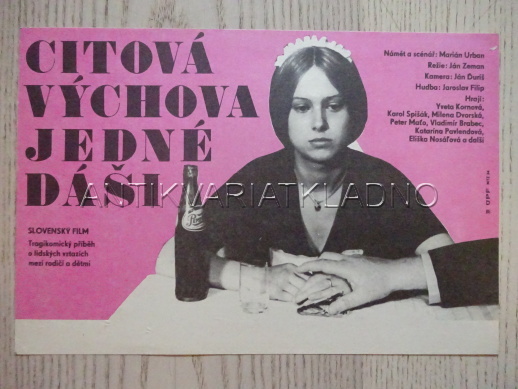 CITOVÁ
VÝCHOVA
JEDNÉ
DÁŠI
SLOVENSKÝ FILM
Tragikomický příběh
o lidských vztazích
mezi rodiči a dětmi
Námět a scénář: Marián Urban
Režie: Ján Zeman
Kamera: Ján Ďuriš
Hudba: Jaroslav Filip
Hrají:
Yveta Kornová,
Karol Spišák, Milena Dvorská,
Peter Maťo, Vladimír Brabec,
Katarína Pavlendová,
Eliška Nosáľová a další
ANTIKVARIATKLADNO